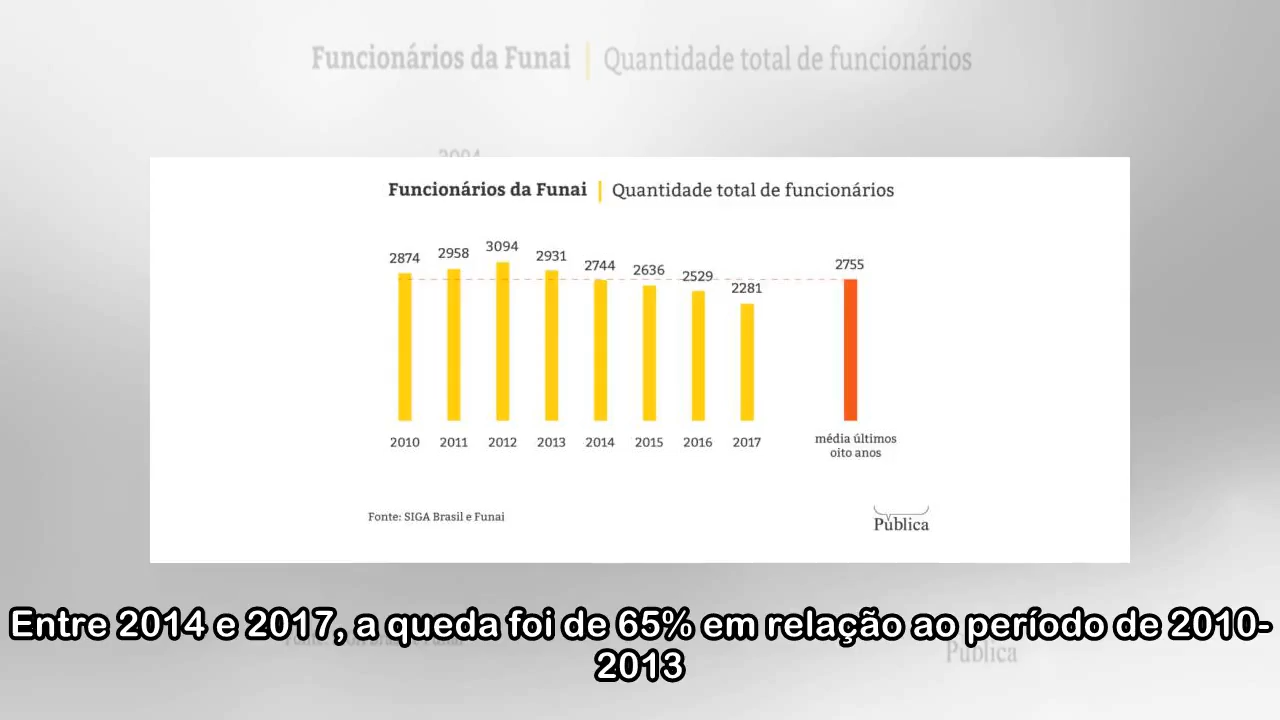 Funcionários da Funai | Quantidade total de funcionários
Funcionários da Funai | Quantidade total de funcionários
2874 2958 3094 2931 2744 2636 2529 2281 2755
2010 2011 2012 2013 2014 2015 2016 2017 média últimos
oito anos
Fonte: SIGA Brasil e Funai
Pública
Entre 2014 e 2017, a queda foi de 65% em relação ao período de 2010-
2013
Pública